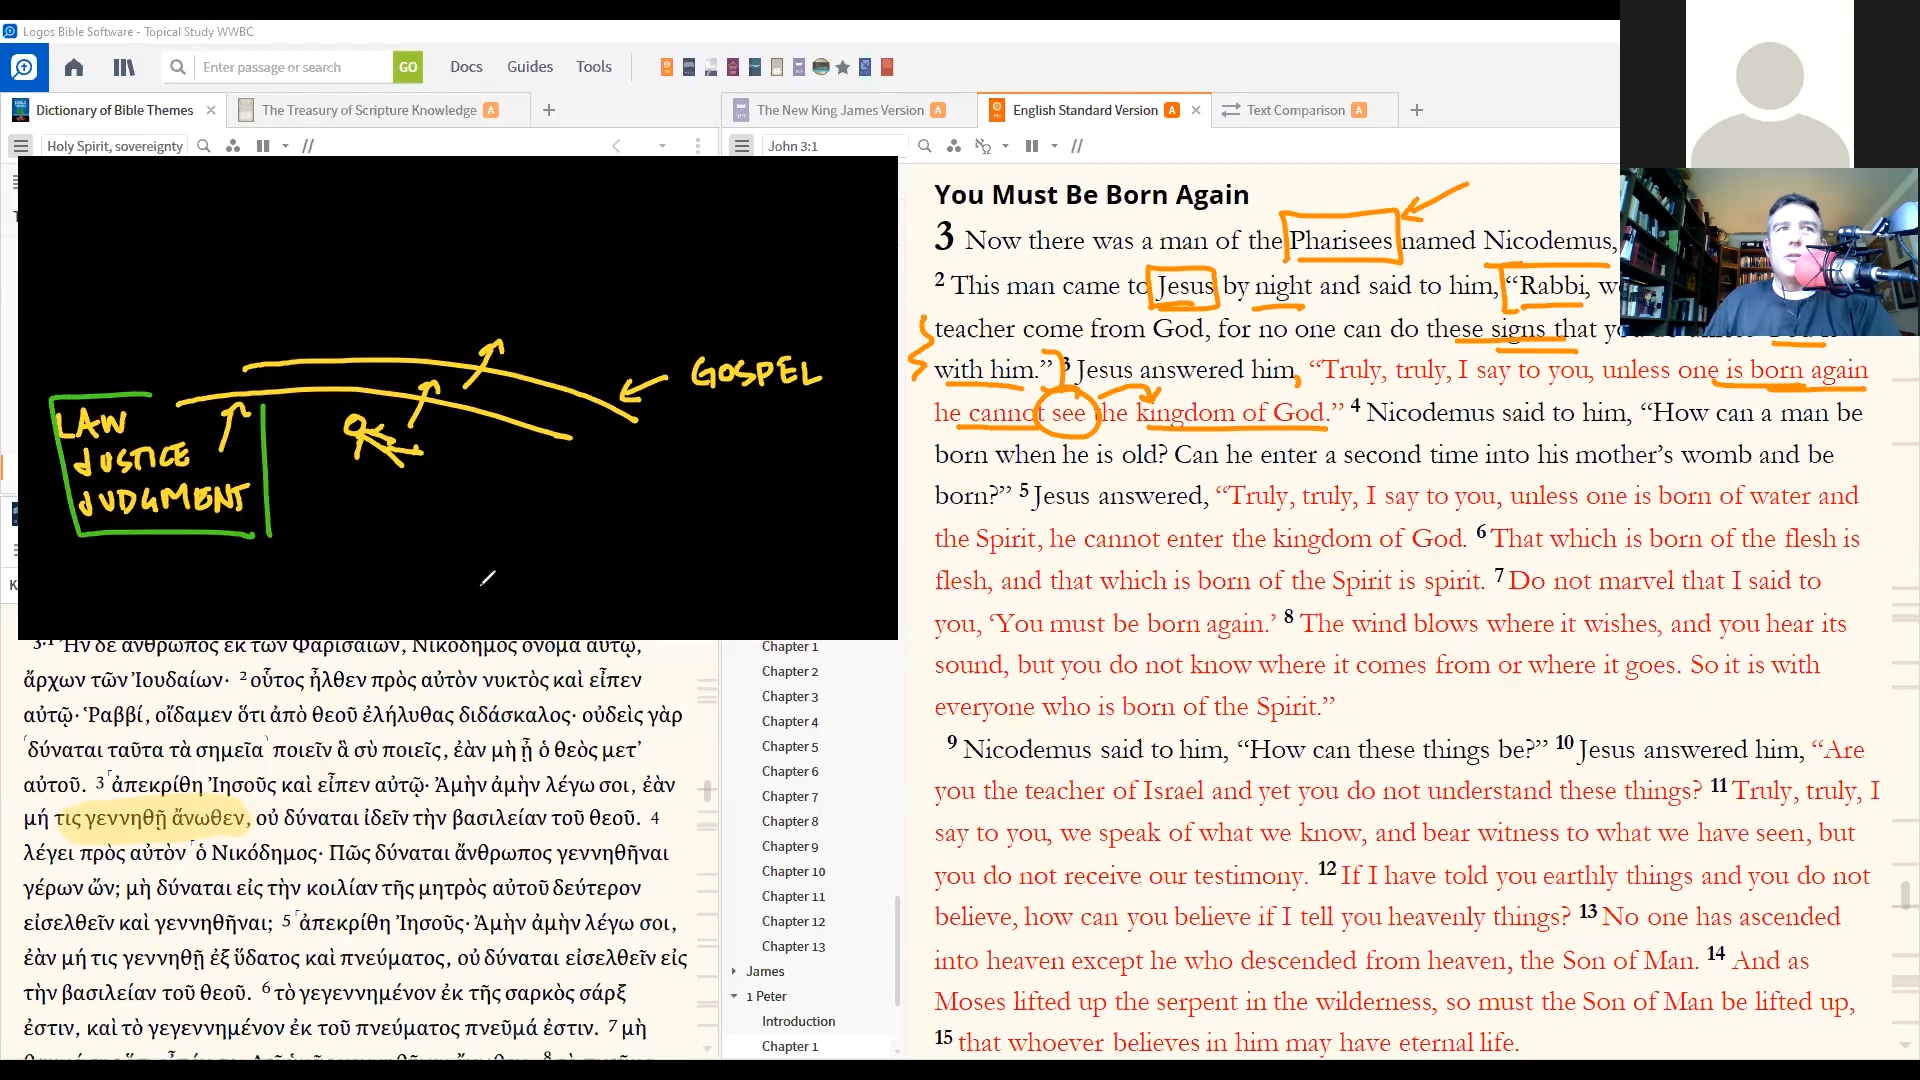 Logos Bible Software - Topical Study WWBC
Enter passage or search
GO
Docs
Guides
Tools
Dictionary of Bible Themes
The Treasury of Scripture Knowledge A
The New King James Version A
English Standard Version A
Text Comparison A
Holy Spirit, sovereignty
John 3:1
GOSPEL
LAW
JUSTICE
JUDGMENT
3:1 Ἦν δὲ ἄνθρωπος ἐκ τῶν Φαρισαίων, Νικόδημος ὄνομα αὐτῷ,
ἄρχων τῶν Ἰουδαίων· 2 οὗτος ἦλθεν πρὸς αὐτὸν νυκτὸς καὶ εἶπεν
αὐτῷ· Ῥαββί, οἴδαμεν ὅτι ἀπὸ θεοῦ ἐλήλυθας διδάσκαλος· οὐδεὶς γὰρ
⸂δύναται ταῦτα τὰ σημεῖα⸃ ποιεῖν ἃ σὺ ποιεῖς, ἐὰν μὴ ᾖ ὁ θεὸς μετ’
αὐτοῦ. 3 ⸀ἀπεκρίθη Ἰησοῦς καὶ εἶπεν αὐτῷ· Ἀμὴν ἀμὴν λέγω σοι, ἐὰν
μή τις γεννηθῇ ἄνωθεν, οὐ δύναται ἰδεῖν τὴν βασιλείαν τοῦ θεοῦ. 4
λέγει πρὸς αὐτὸν ⸀ὁ Νικόδημος· Πῶς δύναται ἄνθρωπος γεννηθῆναι
γέρων ὤν; μὴ δύναται εἰς τὴν κοιλίαν τῆς μητρὸς αὐτοῦ δεύτερον
εἰσελθεῖν καὶ γεννηθῆναι; 5 ⸀ἀπεκρίθη Ἰησοῦς· Ἀμὴν ἀμὴν λέγω σοι,
ἐὰν μή τις γεννηθῇ ἐξ ὕδατος καὶ πνεύματος, οὐ δύναται εἰσελθεῖν εἰς
τὴν βασιλείαν τοῦ θεοῦ. 6 τὸ γεγεννημένον ἐκ τῆς σαρκὸς σάρξ
ἐστιν, καὶ τὸ γεγεννημένον ἐκ τοῦ πνεύματος πνεῦμά ἐστιν. 7 μὴ
Chapter 1
Chapter 2
Chapter 3
Chapter 4
Chapter 5
Chapter 6
Chapter 7
Chapter 8
Chapter 9
Chapter 10
Chapter 11
Chapter 12
Chapter 13
James
1 Peter
Introduction
Chapter 1
You Must Be Born Again
3 Now there was a man of the Pharisees named Nicodemus,
2 This man came to Jesus by night and said to him, “Rabbi,
teacher come from God, for no one can do these signs that
with him.” 3 Jesus answered him, “Truly, truly, I say to you, unless one is born again
he cannot see the kingdom of God.” 4 Nicodemus said to him, “How can a man be
born when he is old? Can he enter a second time into his mother’s womb and be
born?” 5 Jesus answered, “Truly, truly, I say to you, unless one is born of water and
the Spirit, he cannot enter the kingdom of God. 6 That which is born of the flesh is
flesh, and that which is born of the Spirit is spirit. 7 Do not marvel that I said to
you, ‘You must be born again.’ 8 The wind blows where it wishes, and you hear its
sound, but you do not know where it comes from or where it goes. So it is with
everyone who is born of the Spirit.”
9 Nicodemus said to him, “How can these things be?” 10 Jesus answered him, “Are
you the teacher of Israel and yet you do not understand these things? 11 Truly, truly, I
say to you, we speak of what we know, and bear witness to what we have seen, but
you do not receive our testimony. 12 If I have told you earthly things and you do not
believe, how can you believe if I tell you heavenly things? 13 No one has ascended
into heaven except he who descended from heaven, the Son of Man. 14 And as
Moses lifted up the serpent in the wilderness, so must the Son of Man be lifted up,
15 that whoever believes in him may have eternal life.